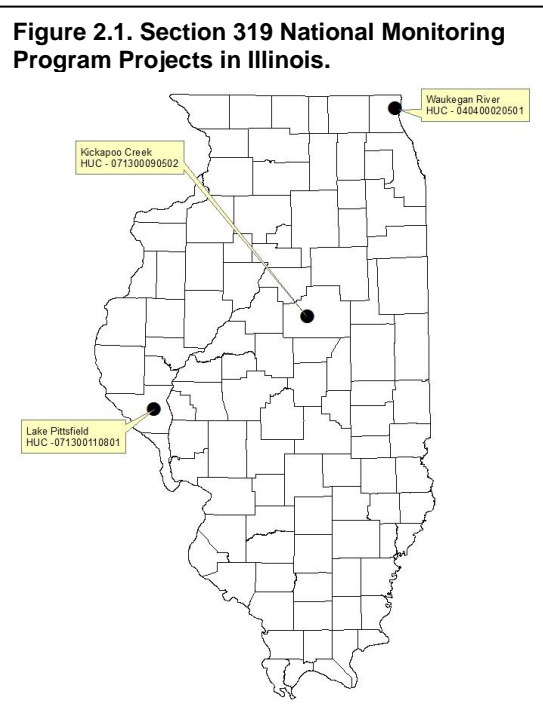 Figure 2.1. Section 319 National Monitoring
Program Projects in Illinois.
Waukegan River
HUC - 040400020501
Kickapoo Creek
HUC - 071300090502
Lake Pittsfield
HUC -071300110801